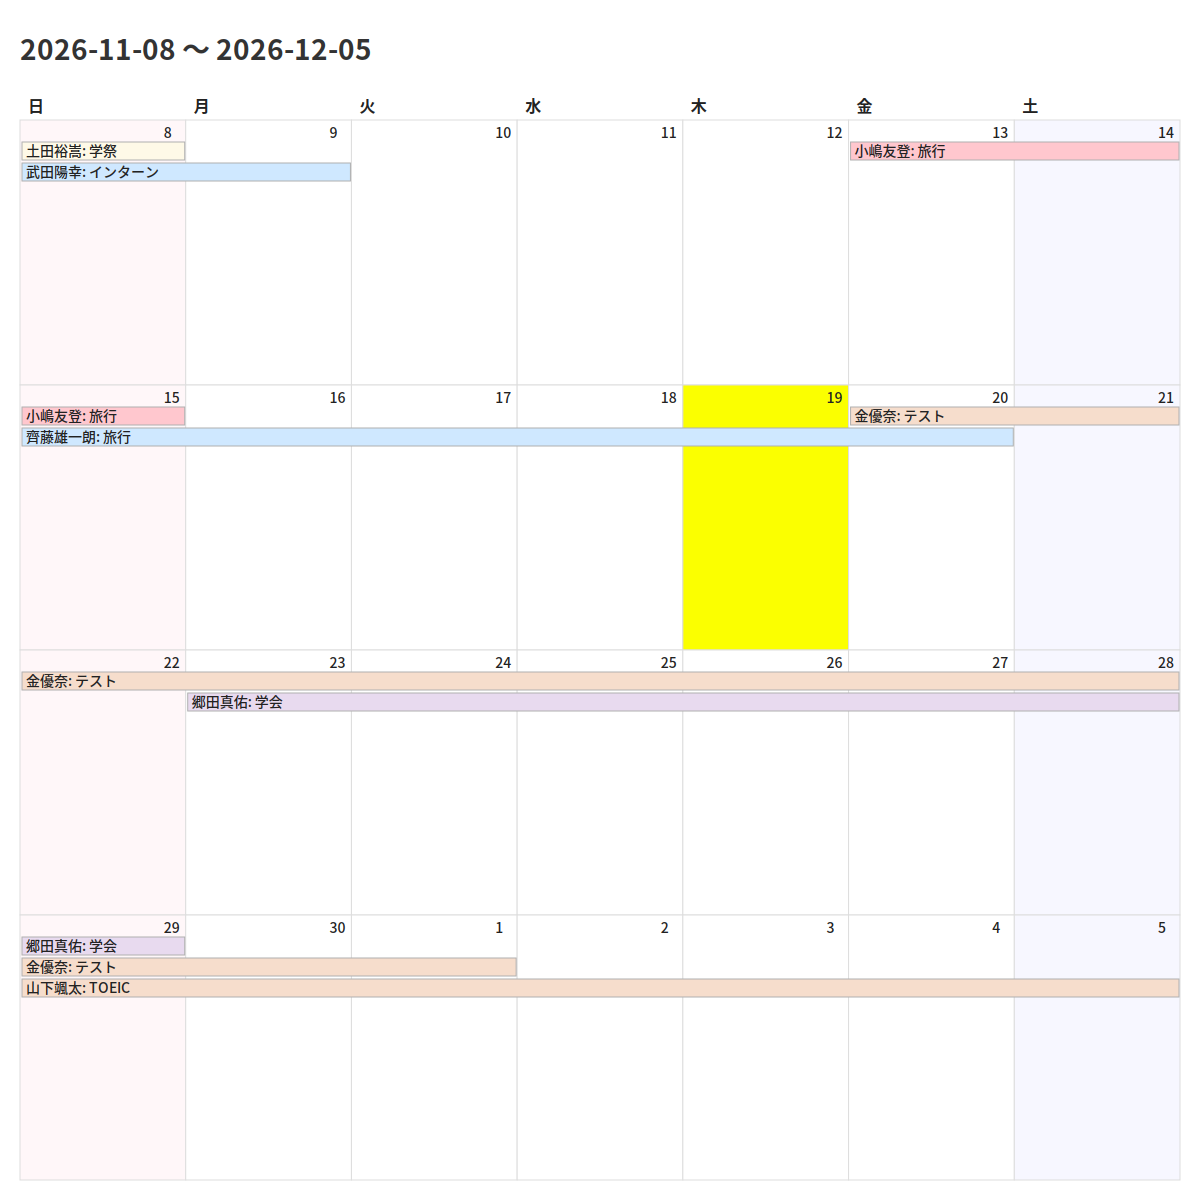 2026-11-08 〜 2026-12-05
日 月 火 水 木 金 土
8 9 10 11 12 13 14
土田裕嵩: 学祭
小嶋友登: 旅行
武田陽幸: インターン
15 16 17 18 19 20 21
小嶋友登: 旅行
金優奈: テスト
齊藤雄一朗: 旅行
22 23 24 25 26 27 28
金優奈: テスト
郷田真佑: 学会
29 30 1 2 3 4 5
郷田真佑: 学会
金優奈: テスト
山下颯太: TOEIC